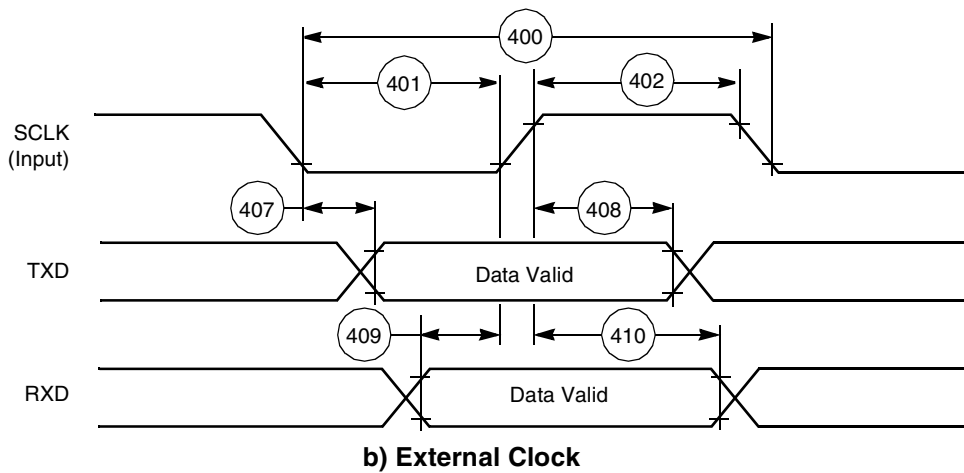 400
401
402
SCLK
(Input)
407
408
TXD
Data Valid
409
410
RXD
Data Valid
b) External Clock